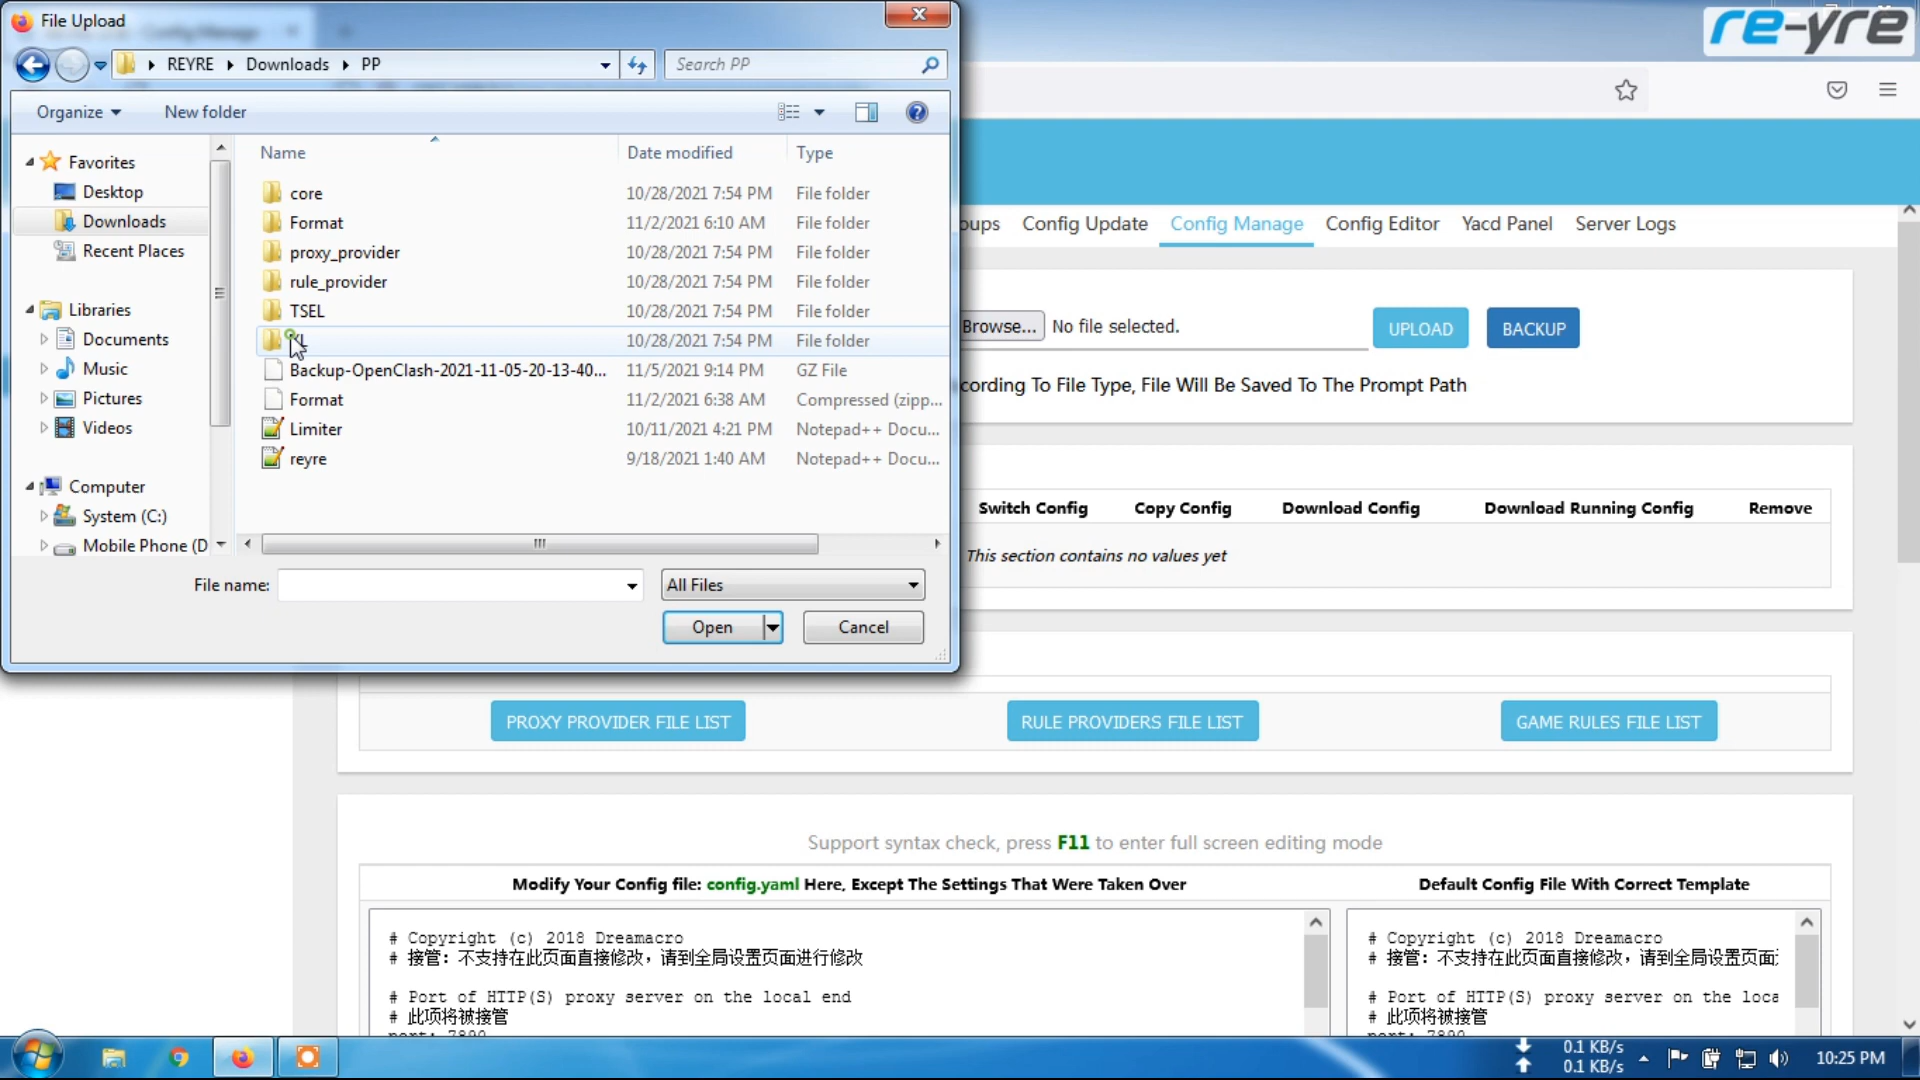 File Upload
re-yre
REYRE Downloads PP
Search PP
Organize New folder
Name Date modified Type
Favorites
Desktop
Downloads
Recent Places
Libraries
Documents
Music
Pictures
Videos
Computer
System (C:)
Mobile Phone (D
core 10/28/2021 7:54 PM File folder
Format 11/2/2021 6:10 AM File folder
proxy_provider 10/28/2021 7:54 PM File folder
rule_provider 10/28/2021 7:54 PM File folder
TSEL 10/28/2021 7:54 PM File folder
10/28/2021 7:54 PM File folder
Backup-OpenClash-2021-11-05-20-13-40... 11/5/2021 9:14 PM GZ File
Format 11/2/2021 6:38 AM Compressed (zipp...
Limiter 10/11/2021 4:21 PM Notepad++ Docu...
reyre 9/18/2021 1:40 AM Notepad++ Docu...
File name: All Files
Open Cancel
oups Config Update Config Manage Config Editor Yacd Panel Server Logs
Browse... No file selected. UPLOAD BACKUP
cording To File Type, File Will Be Saved To The Prompt Path
Switch Config Copy Config Download Config Download Running Config Remove
This section contains no values yet
PROXY PROVIDER FILE LIST RULE PROVIDERS FILE LIST GAME RULES FILE LIST
Support syntax check, press F11 to enter full screen editing mode
Modify Your Config file: config.yaml Here, Except The Settings That Were Taken Over
Default Config File With Correct Template
# Copyright (c) 2018 Dreamacro
# 接管：不支持在此页面直接修改，请到全局设置页面进行修改
# Port of HTTP(S) proxy server on the local end
# 此项将被接管
port: 7890
# Copyright (c) 2018 Dreamacro
# 接管：不支持在此页面直接修改，请到全局设置页面
# Port of HTTP(S) proxy server on the loca
# 此项将被接管
port: 7890
0.1 KB/s
0.1 KB/s
10:25 PM